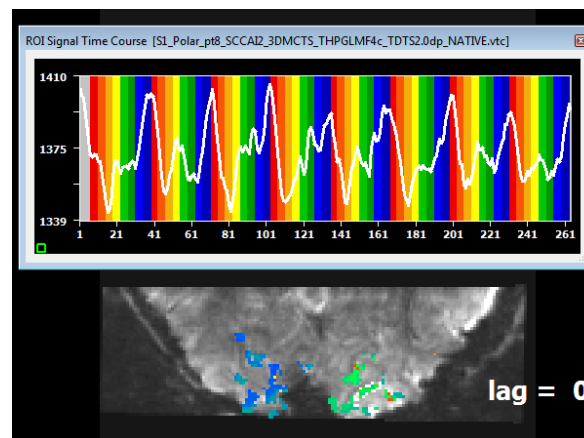 ROI Signal Time Course [S1_Polar_pt8_SCCAI2_3DMCTS_THPGLMF4c_TDTS2.0dp_NATIVE.vtc]
1410
1375
1339
1 21 41 61 81 101 121 141 161 181 201 221 241 261
lag = 0